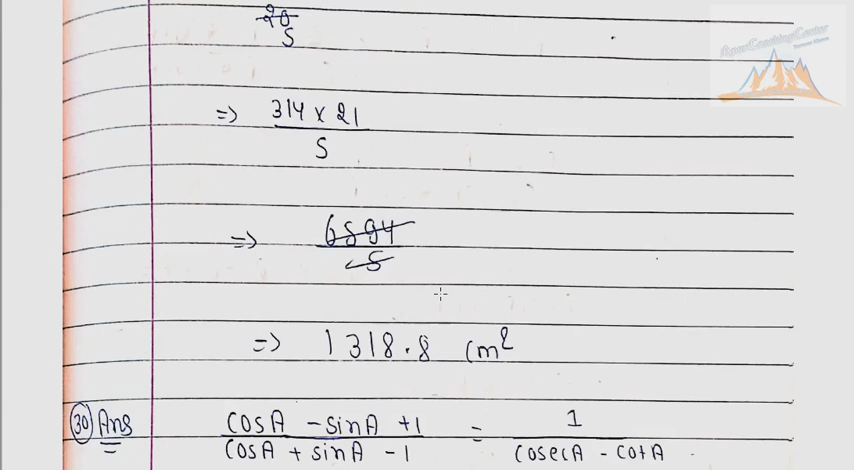 20
5
=> 314 x 21
5
=> 6594
5
=> 1318.8 cm²
30 Ans cosA - sinA + 1 = 1
cosA + sinA - 1 cosecA - cotA